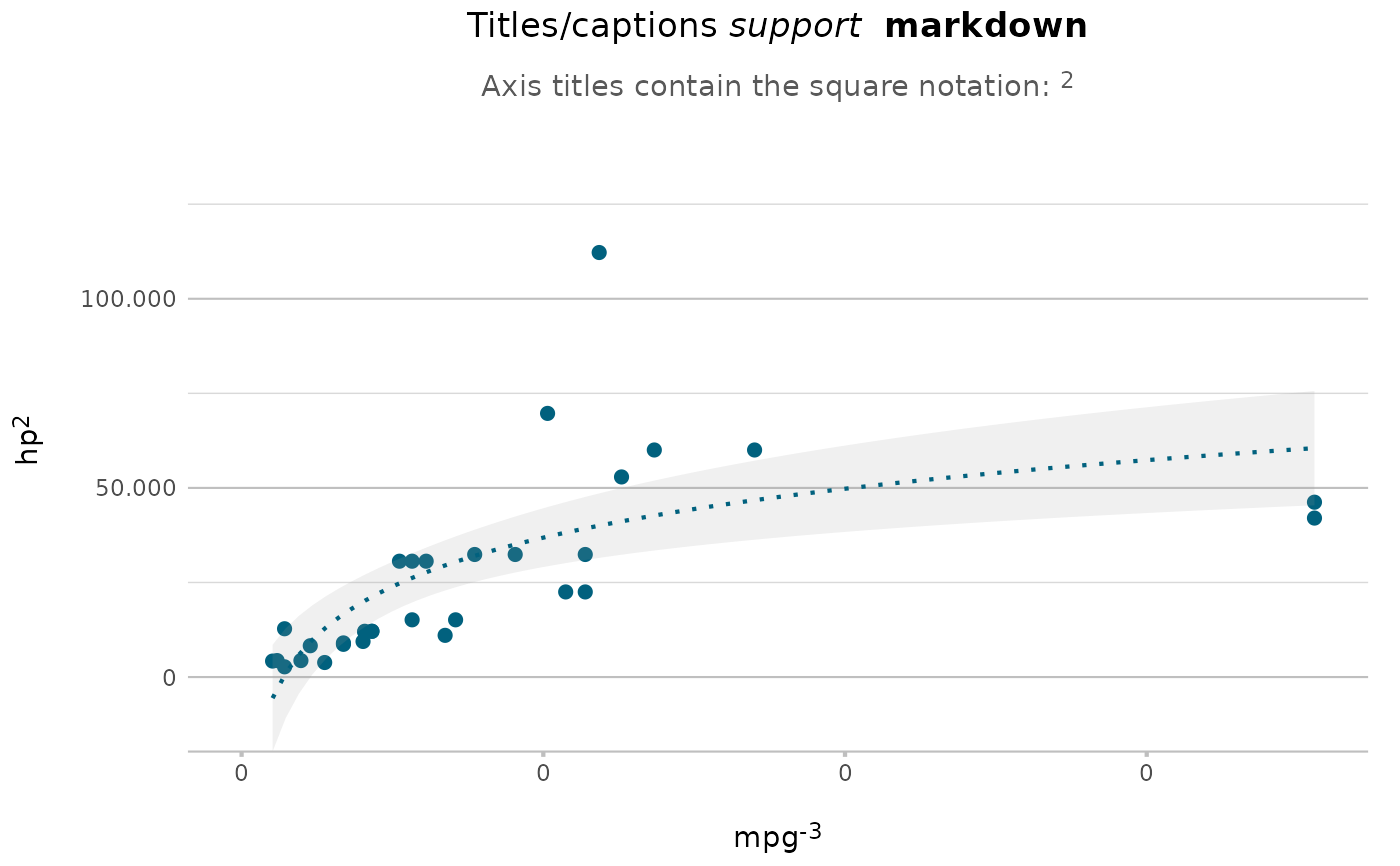 Titles/captions support markdown
Axis titles contain the square notation: ²
100.000
50.000
0
hp²
0 0 0 0
mpg⁻³